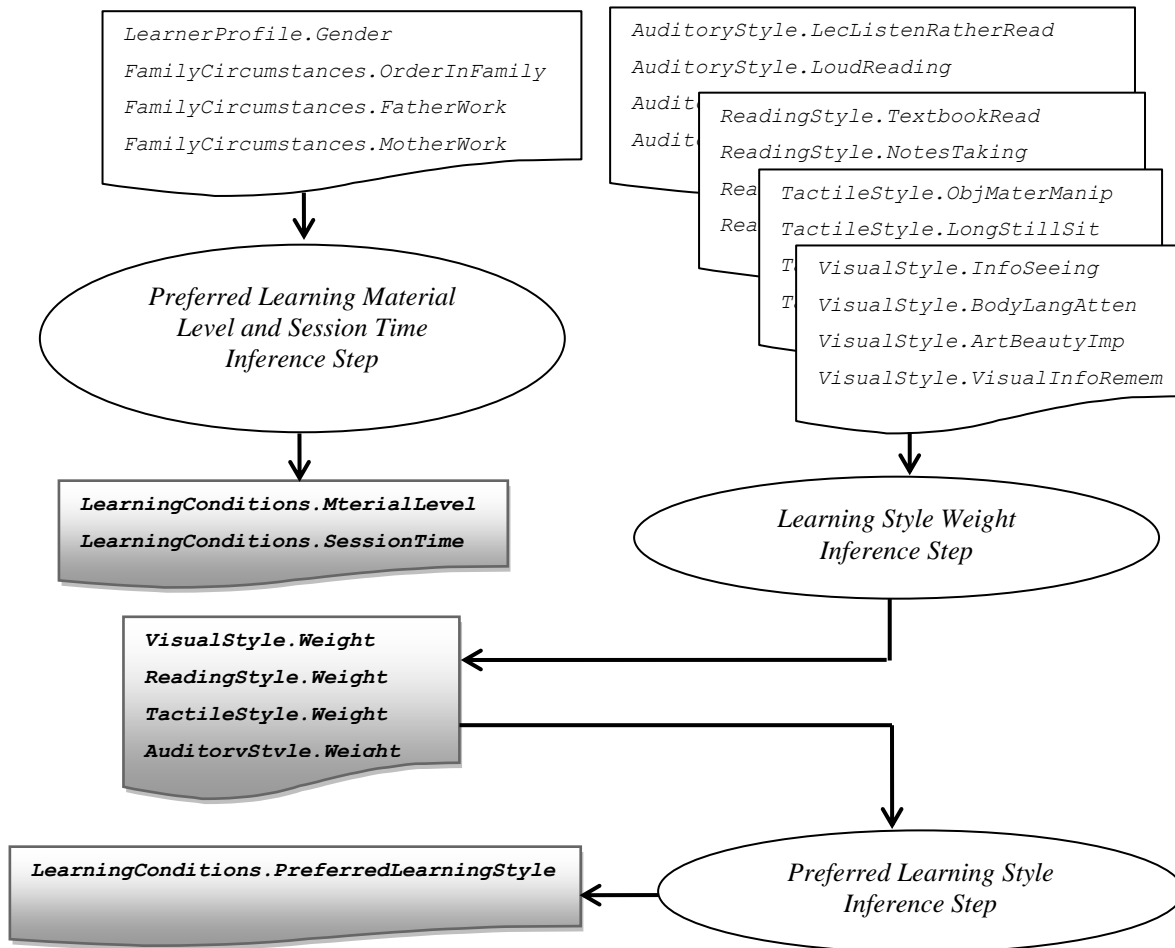 LearnerProfile.Gender
FamilyCircumstances.OrderInFamily
FamilyCircumstances.FatherWork
FamilyCircumstances.MotherWork
AuditoryStyle.LecListenRatherRead
AuditoryStyle.LoudReading
ReadingStyle.TextbookRead
ReadingStyle.NotesTaking
TactileStyle.ObjMaterManip
TactileStyle.LongStillSit
VisualStyle.InfoSeeing
VisualStyle.BodyLangAtten
VisualStyle.ArtBeautyImp
VisualStyle.VisualInfoRemem
Preferred Learning Material
Level and Session Time
Inference Step
LearningConditions.MterialLevel
LearningConditions.SessionTime
Learning Style Weight
Inference Step
VisualStyle.Weight
ReadingStyle.Weight
TactileStyle.Weight
AuditoryStyle.Weight
LearningConditions.PreferredLearningStyle
Preferred Learning Style
Inference Step